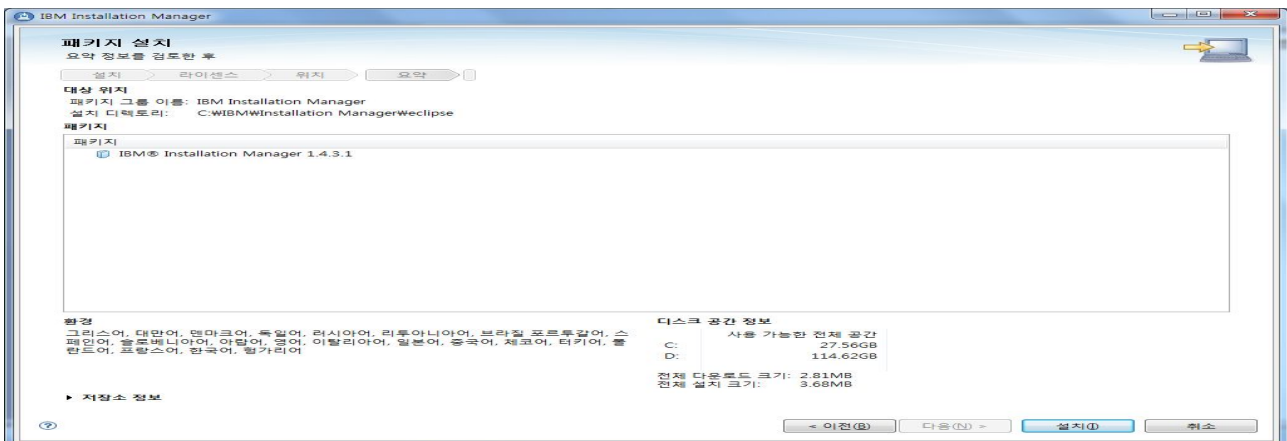 IBM Installation Manager
패키지 설치
요약 정보를 검토한 후
설치 라이센스 위치 요약
대상 위치
패키지 그룹 이름: IBM Installation Manager
설치 디렉토리: C:₩IBM₩Installation Manager₩eclipse
패키지
패키지
IBM® Installation Manager 1.4.3.1
환경
그리스어, 대만어, 덴마크어, 독일어, 러시아어, 리투아니아어, 브라질 포르투갈어, 스
페인어, 슬로베니아어, 아랍어, 영어, 이탈리아어, 일본어, 중국어, 체코어, 터키어, 폴
란드어, 프랑스어, 한국어, 헝가리어
디스크 공간 정보
사용 가능한 전체 공간
C: 27.56GB
D: 114.62GB
전체 다운로드 크기: 2.81MB
전체 설치 크기: 3.68MB
저장소 정보
< 이전(B) 다음(N) > 설치(I) 취소